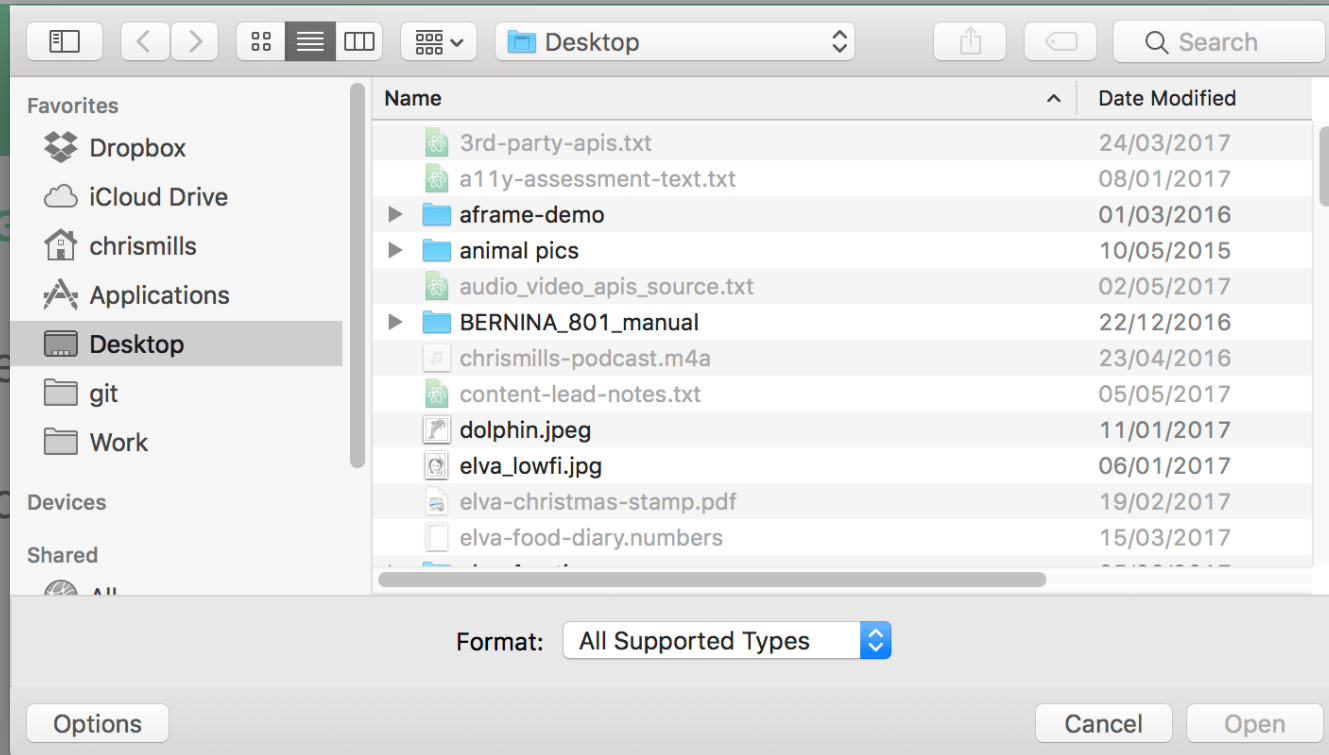 Desktop
Search
Favorites
Dropbox
iCloud Drive
chrismills
Applications
Desktop
git
Work
Devices
Shared
All
Name Date Modified
3rd-party-apis.txt 24/03/2017
a11y-assessment-text.txt 08/01/2017
aframe-demo 01/03/2016
animal pics 10/05/2015
audio_video_apis_source.txt 02/05/2017
BERNINA_801_manual 22/12/2016
chrismills-podcast.m4a 23/04/2016
content-lead-notes.txt 05/05/2017
dolphin.jpeg 11/01/2017
elva_lowfi.jpg 06/01/2017
elva-christmas-stamp.pdf 19/02/2017
elva-food-diary.numbers 15/03/2017
Format: All Supported Types
Options Cancel Open